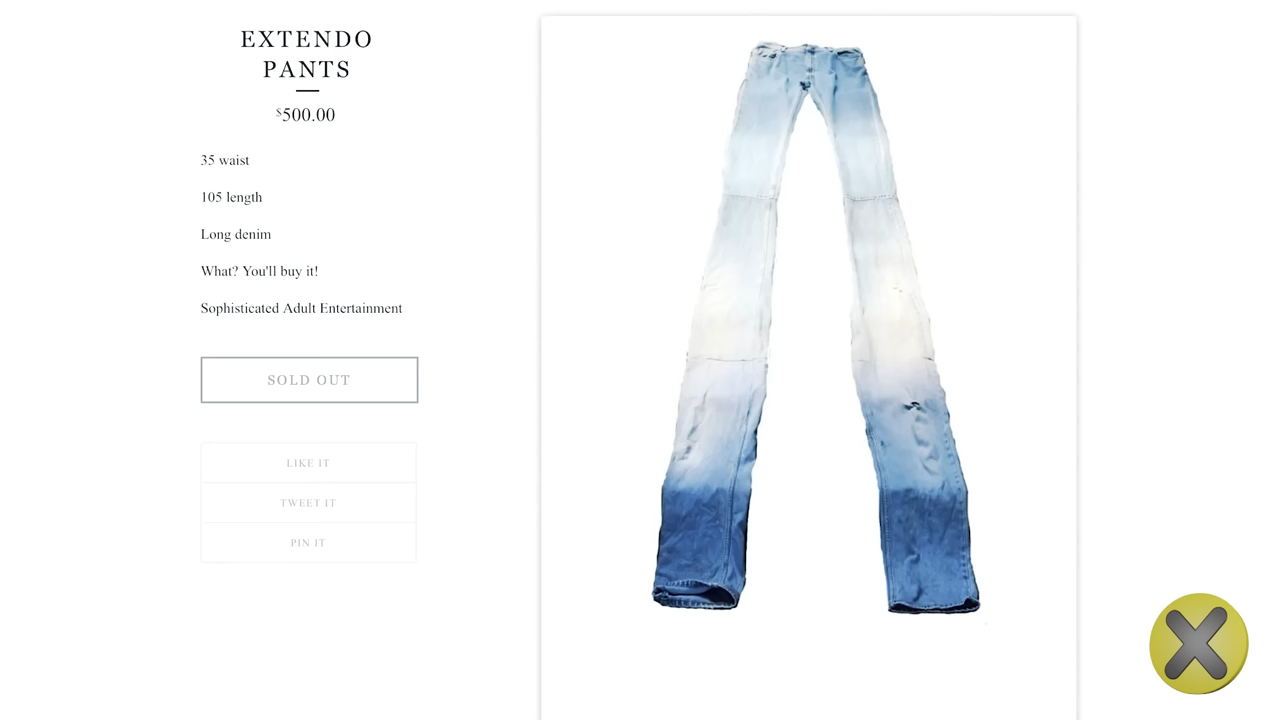 EXTENDO
PANTS
$500.00
35 waist
105 length
Long denim
What? You'll buy it!
Sophisticated Adult Entertainment
SOLD OUT
LIKE IT
TWEET IT
PIN IT